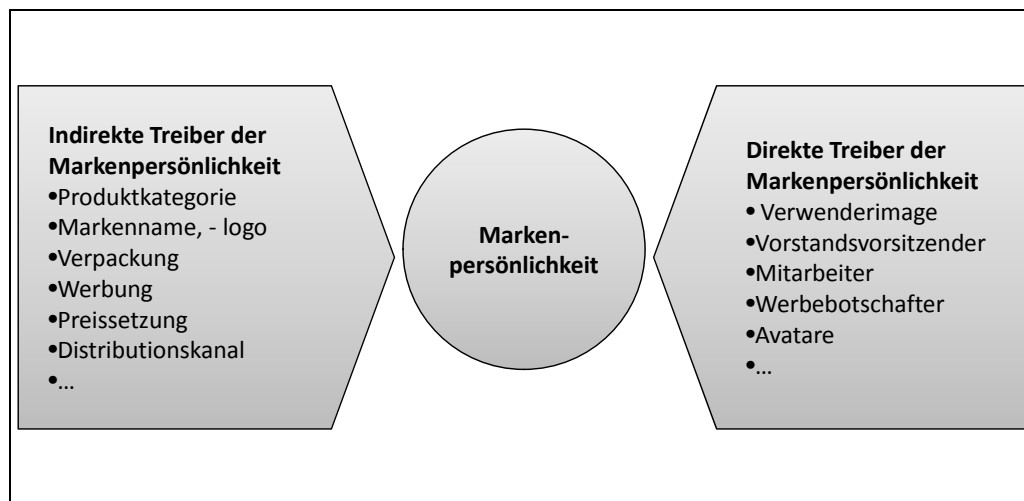 Indirekte Treiber der
Markenpersönlichkeit
•Produktkategorie
•Markenname, - logo
•Verpackung
•Werbung
•Preissetzung
•Distributionskanal
•...
Marken-
persönlichkeit
Direkte Treiber der
Markenpersönlichkeit
• Verwenderimage
•Vorstandsvorsitzender
•Mitarbeiter
•Werbebotschafter
•Avatare
•...